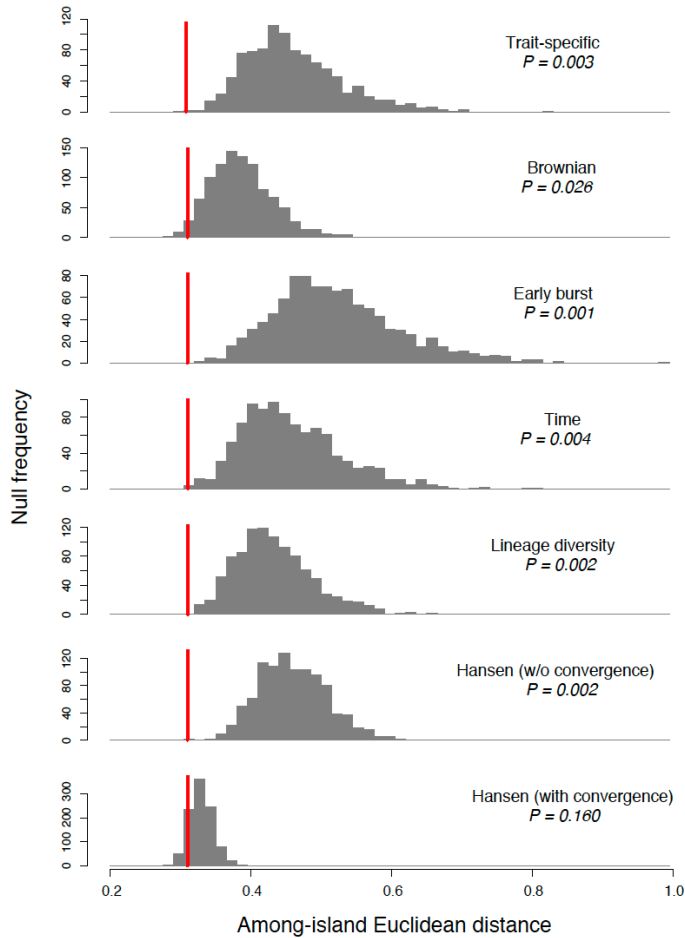 120
80
40
0
Trait-specific
P = 0.003
150
100
50
0
Brownian
P = 0.026
80
60
40
20
0
Early burst
P = 0.001
80
40
0
Time
P = 0.004
120
80
40
0
Lineage diversity
P = 0.002
120
80
40
0
Hansen (w/o convergence)
P = 0.002
300
200
100
0
Hansen (with convergence)
P = 0.160
Null frequency
0.2 0.4 0.6 0.8 1.0
Among-island Euclidean distance